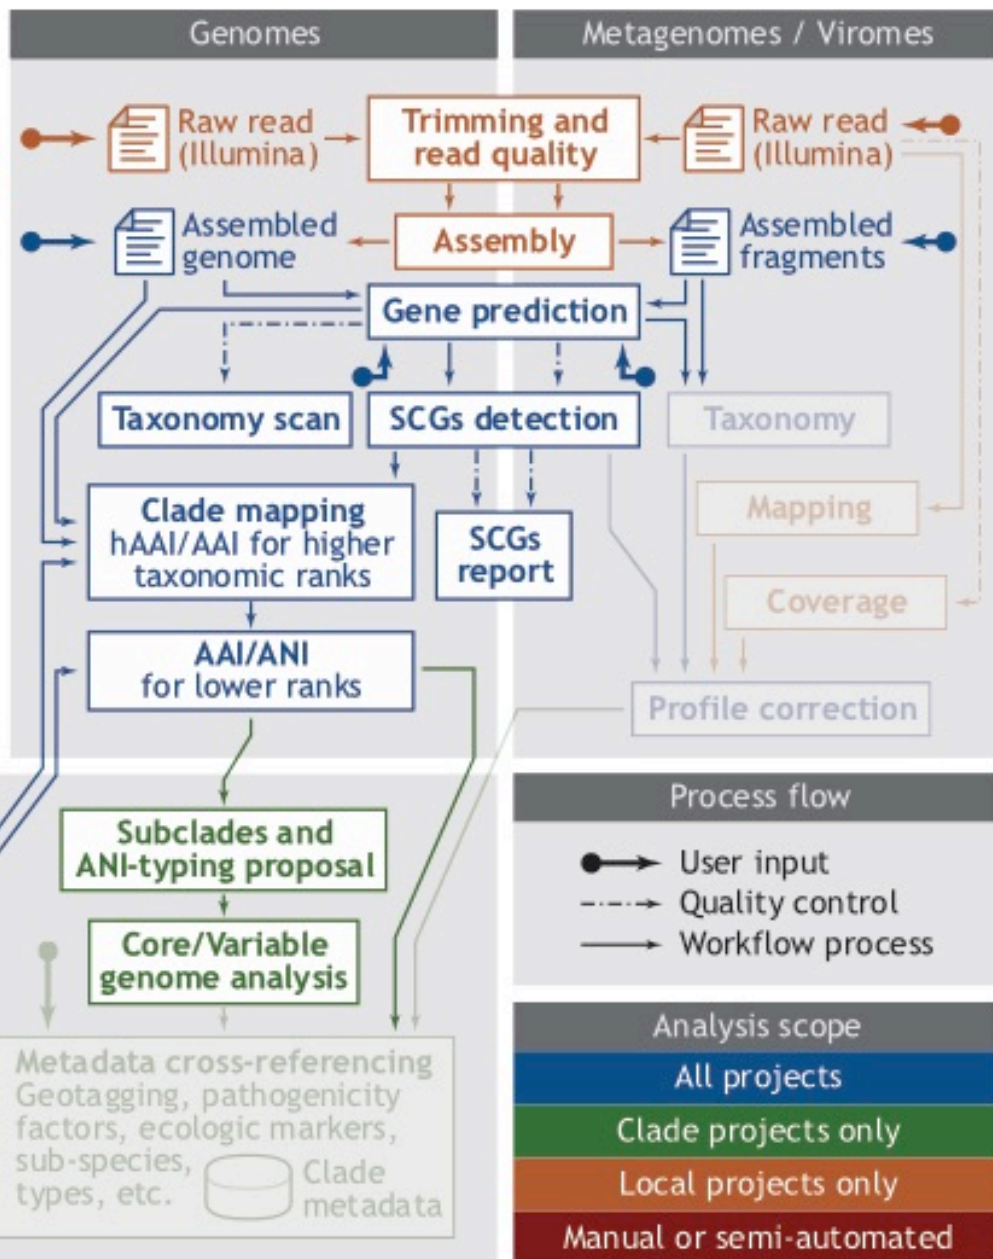 Genomes
Metagenomes / Viromes
Raw read
(Illumina)
Trimming and
read quality
Raw read
(Illumina)
Assembled
genome
Assembly
Assembled
fragments
Gene prediction
Taxonomy scan
SCGs detection
Taxonomy
Clade mapping
hAAI/AAI for higher
taxonomic ranks
SCGs
report
Mapping
Coverage
AAI/ANI
for lower ranks
Profile correction
Subclades and
ANI-typing proposal
Core/Variable
genome analysis
Metadata cross-referencing
Geotagging, pathogenicity
factors, ecologic markers,
sub-species,
types, etc.
Clade
metadata
Process flow
User input
Quality control
Workflow process
Analysis scope
All projects
Clade projects only
Local projects only
Manual or semi-automated